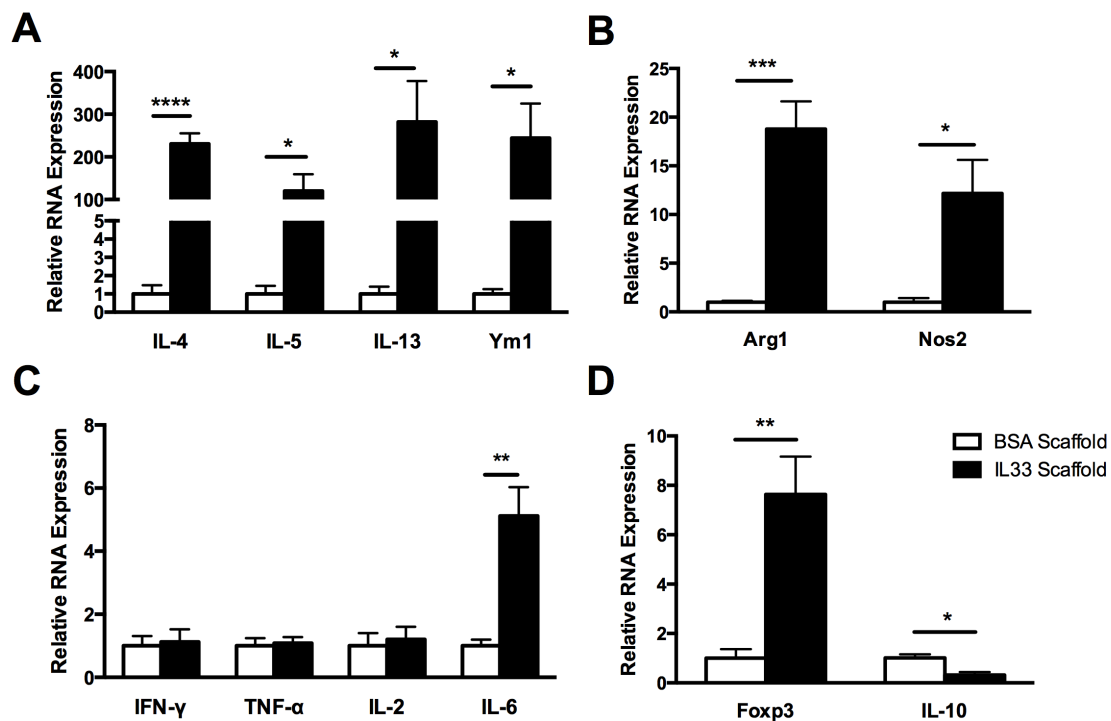 A
Relative RNA Expression
400
300
200
100
5
4
3
2
1
0
****
*
*
*
IL-4 IL-5 IL-13 Ym1
B
Relative RNA Expression
25
20
15
10
5
0
***
*
Arg1 Nos2
C
Relative RNA Expression
8
6
4
2
0
**
IFN-γ TNF-α IL-2 IL-6
D
Relative RNA Expression
10
8
6
4
2
0
**
*
Foxp3 IL-10
BSA Scaffold
IL33 Scaffold